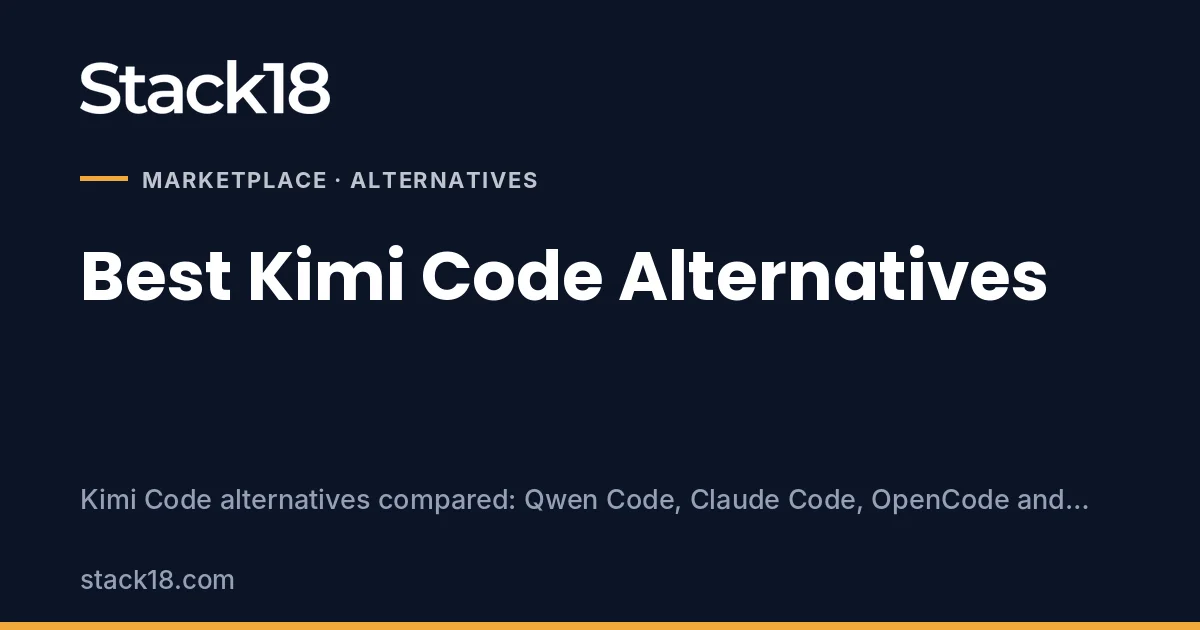 Stack18
MARKETPLACE · ALTERNATIVES
Best Kimi Code Alternatives
Kimi Code alternatives compared: Qwen Code, Claude Code, OpenCode and...
stack18.com